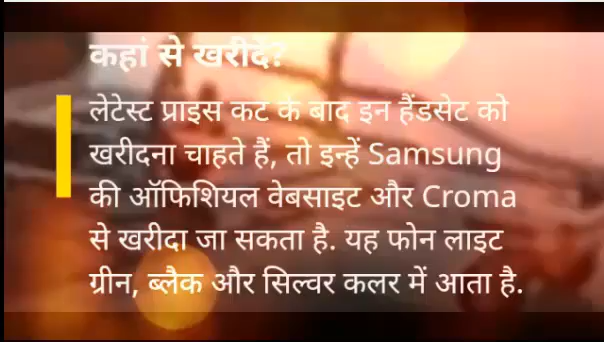 कहां से खरीदें?
लेटेस्ट प्राइस कट के बाद इन हैंडसेट को
खरीदना चाहते हैं, तो इन्हें Samsung
की ऑफिशियल वेबसाइट और Croma
से खरीदा जा सकता है. यह फोन लाइट
ग्रीन, ब्लैक और सिल्वर कलर में आता है.